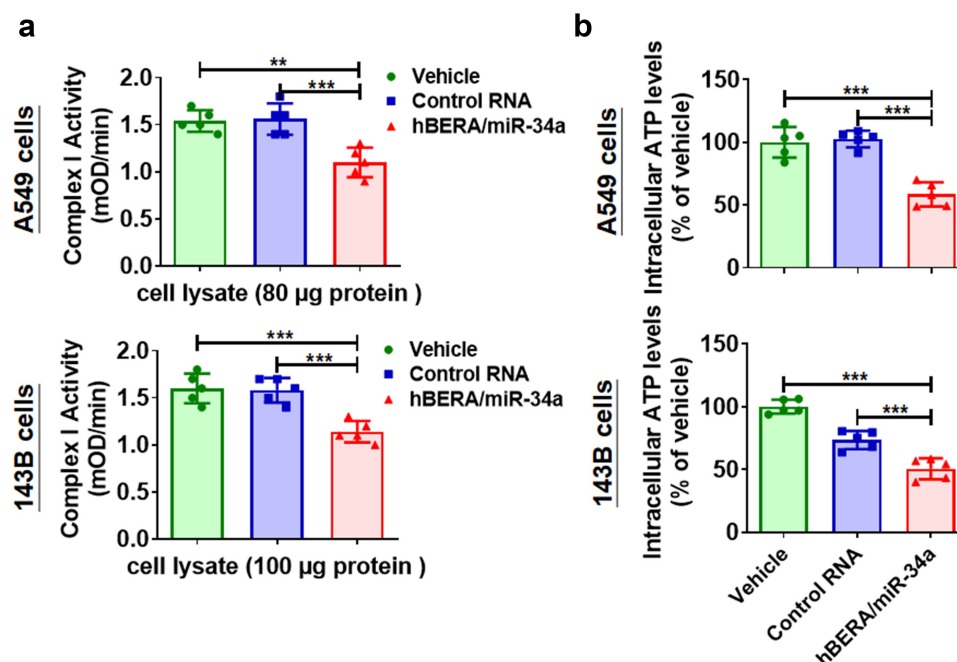 a
A549 cells
Complex I Activity
(mOD/min)
2.0
1.5
1.0
0.5
0.0
**
***
Vehicle
Control RNA
hBERA/miR-34a
cell lysate (80 µg protein )
143B cells
Complex I Activity
(mOD/min)
2.0
1.5
1.0
0.5
0.0
***
***
Vehicle
Control RNA
hBERA/miR-34a
cell lysate (100 µg protein )
b
A549 cells
Intracellular ATP levels
(% of vehicle)
150
100
50
0
***
***
143B cells
Intracellular ATP levels
(% of vehicle)
150
100
50
0
***
***
Vehicle
Control RNA
hBERA/miR-34a